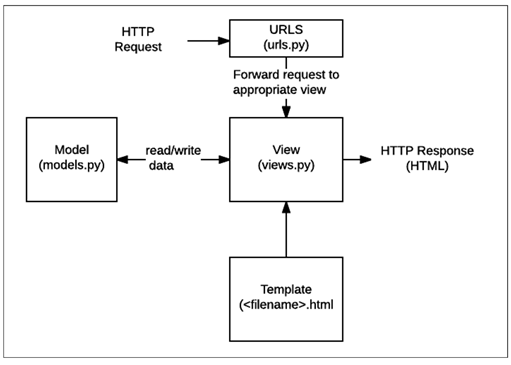 HTTP
Request
URLS
(urls.py)
Forward request to
appropriate view
Model
(models.py)
read/write
data
View
(views.py)
HTTP Response
(HTML)
Template
(<filename>.html